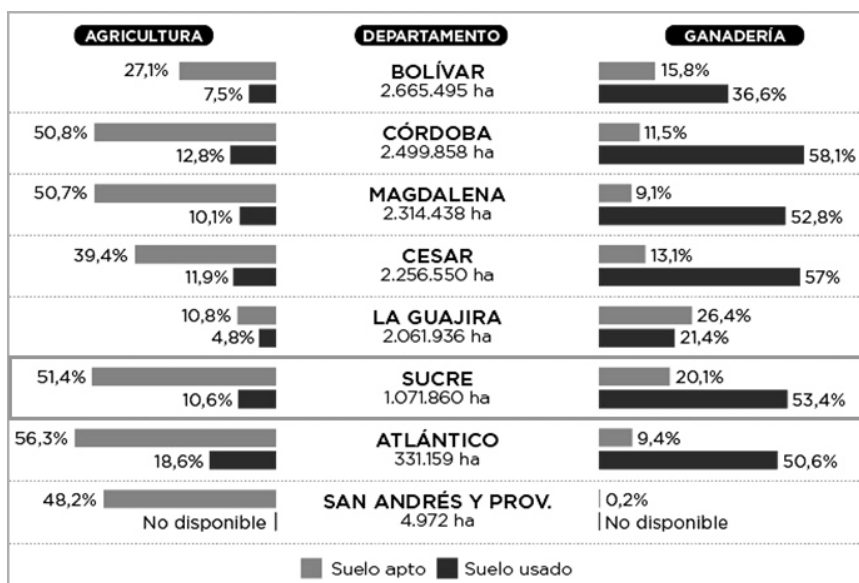 AGRICULTURA DEPARTAMENTO GANADERÍA
27,1% BOLÍVAR 15,8%
7,5% 2.665.495 ha 36,6%
50,8% CÓRDOBA 11,5%
12,8% 2.499.858 ha 58,1%
50,7% MAGDALENA 9,1%
10,1% 2.314.438 ha 52,8%
39,4% CESAR 13,1%
11,9% 2.256.550 ha 57%
10,8% LA GUAJIRA 26,4%
4,8% 2.061.936 ha 21,4%
51,4% SUCRE 20,1%
10,6% 1.071.860 ha 53,4%
56,3% ATLÁNTICO 9,4%
18,6% 331.159 ha 50,6%
48,2% SAN ANDRÉS Y PROV. 0,2%
No disponible 4.972 ha No disponible
Suelo apto Suelo usado